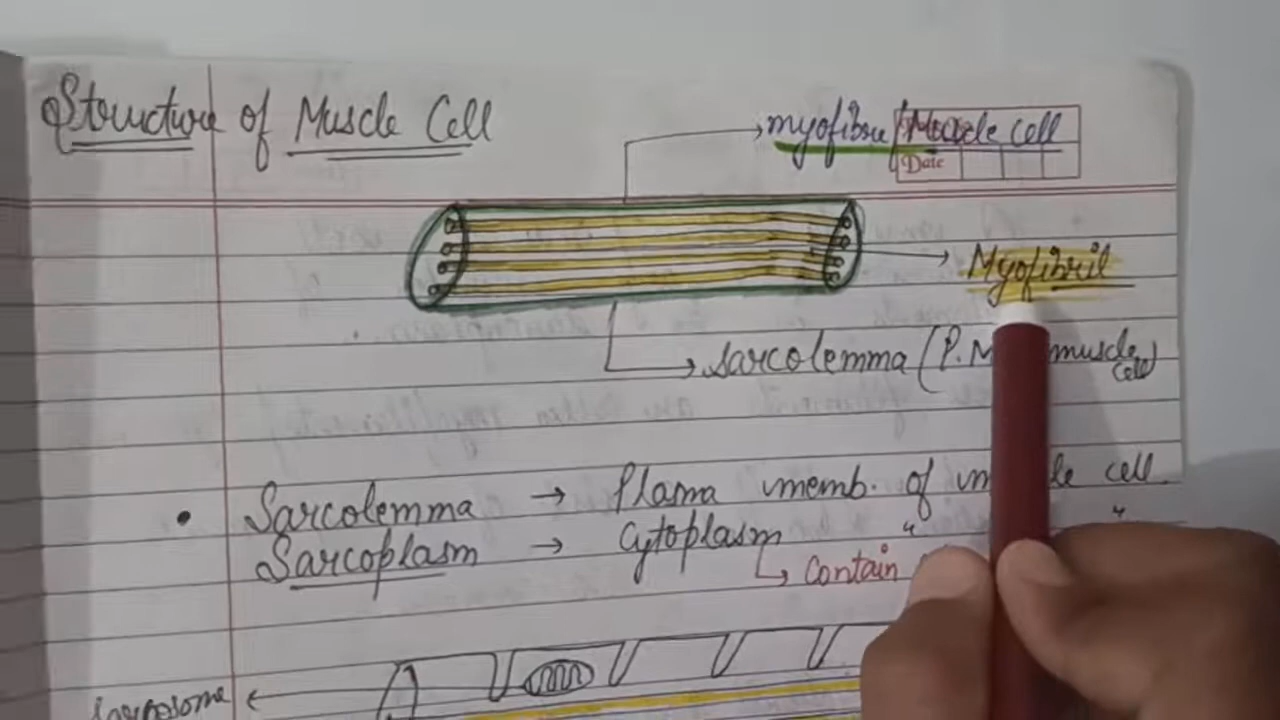 Structure of Muscle Cell
myofibre/Muscle cell
Date
Myofibril
Sarcolemma (P.M muscle cell)
• Sarcolemma → Plasma memb. of cell
Sarcoplasm → Cytoplasm " "
Contain